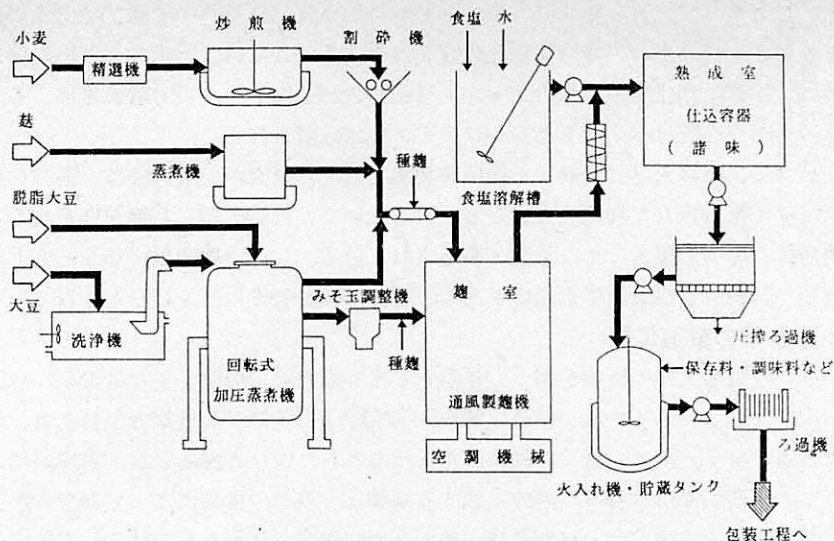 小麦
精選機
炒煎機
割砕機
食塩 水
熟成室
仕込容器
(諸味)
麩
蒸煮機
種麹
食塩溶解槽
脱脂大豆
大豆
洗浄機
回転式
加圧蒸煮機
みそ玉調整機
種麹
麹室
通風製麹機
空調機械
圧搾ろ過機
保存料・調味料など
火入れ機・貯蔵タンク
ろ過機
包装工程へ